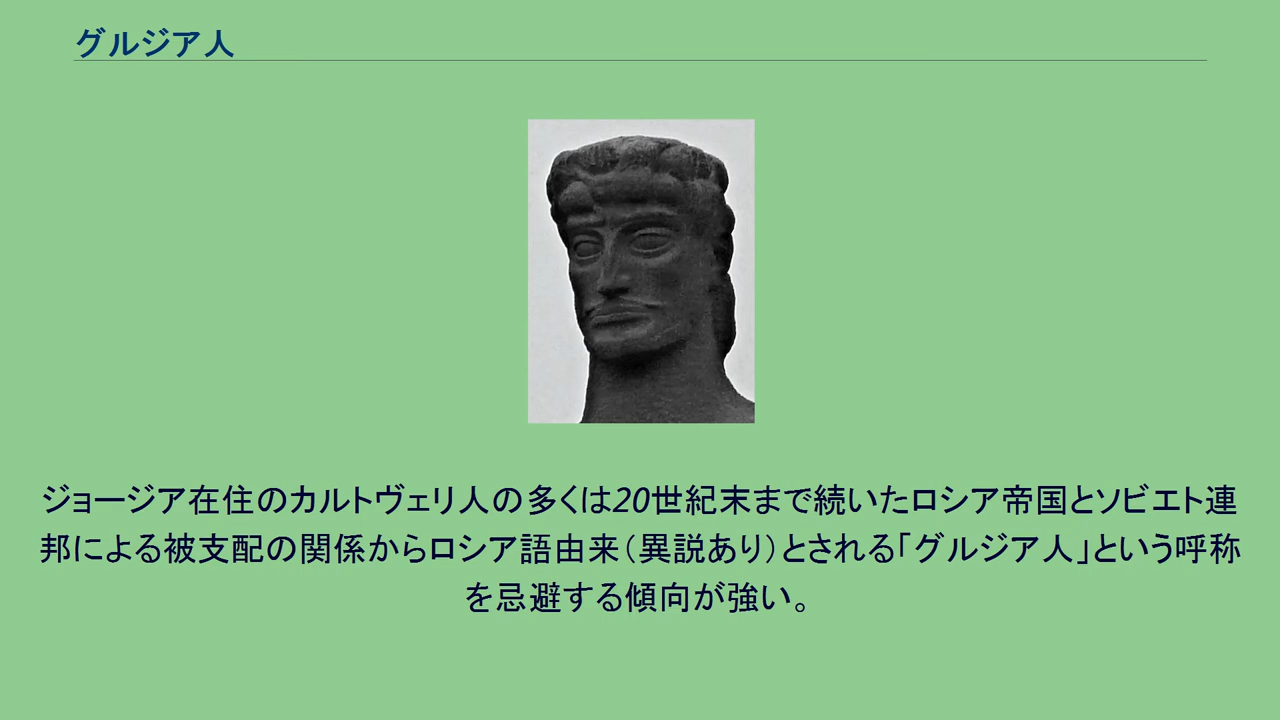 グルジア人
ジョージア在住のカルトヴェリ人の多くは20世紀末まで続いたロシア帝国とソビエト連
邦による被支配の関係からロシア語由来（異説あり）とされる「グルジア人」という呼称
を忌避する傾向が強い。